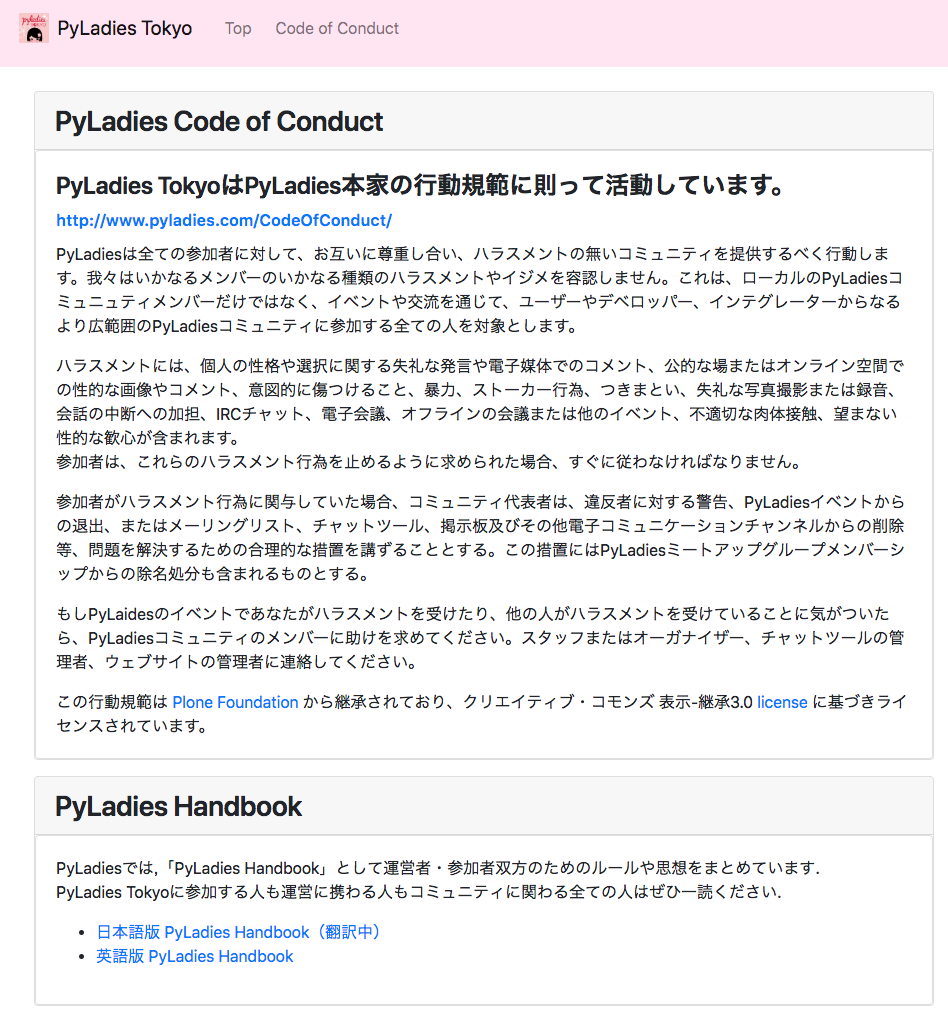 PyLadies Tokyo Top Code of Conduct
PyLadies Code of Conduct
PyLadies TokyoはPyLadies本家の行動規範に則って活動しています。
http://www.pyladies.com/CodeOfConduct/
PyLadiesは全ての参加者に対して、お互いに尊重し合い、ハラスメントの無いコミュニティを提供するべく行動しま
す。我々はいかなるメンバーのいかなる種類のハラスメントやイジメを容認しません。これは、ローカルのPyLadiesコ
ミュニュティメンバーだけではなく、イベントや交流を通じて、ユーザーやデベロッパー、インテグレーターからなる
より広範囲のPyLadiesコミュニティに参加する全ての人を対象とします。
ハラスメントには、個人の性格や選択に関する失礼な発言や電子媒体でのコメント、公的な場またはオンライン空間で
の性的な画像やコメント、意図的に傷つけること、暴力、ストーカー行為、つきまとい、失礼な写真撮影または録音、
会話の中断への加担、IRCチャット、電子会議、オフラインの会議または他のイベント、不適切な肉体接触、望まない
性的な歓心が含まれます。
参加者は、これらのハラスメント行為を止めるように求められた場合、すぐに従わなければなりません。
参加者がハラスメント行為に関与していた場合、コミュニティ代表者は、違反者に対する警告、PyLadiesイベントから
の退出、またはメーリングリスト、チャットツール、掲示板及びその他電子コミュニケーションチャンネルからの削除
等、問題を解決するための合理的な措置を講ずることとする。この措置にはPyLadiesミートアップグループメンバーシ
ップからの除名処分も含まれるものとする。
もしPyLaidesのイベントであなたがハラスメントを受けたり、他の人がハラスメントを受けていることに気がついた
ら、PyLadiesコミュニティのメンバーに助けを求めてください。スタッフまたはオーガナイザー、チャットツールの管
理者、ウェブサイトの管理者に連絡してください。
この行動規範は Plone Foundation から継承されており、クリエイティブ・コモンズ 表示-継承3.0 license に基づきライ
センスされています。
PyLadies Handbook
PyLadiesでは,「PyLadies Handbook」として運営者・参加者双方のためのルールや思想をまとめています.
PyLadies Tokyoに参加する人も運営に携わる人もコミュニティに関わる全ての人はぜひ一読ください.
• 日本語版 PyLadies Handbook（翻訳中）
• 英語版 PyLadies Handbook